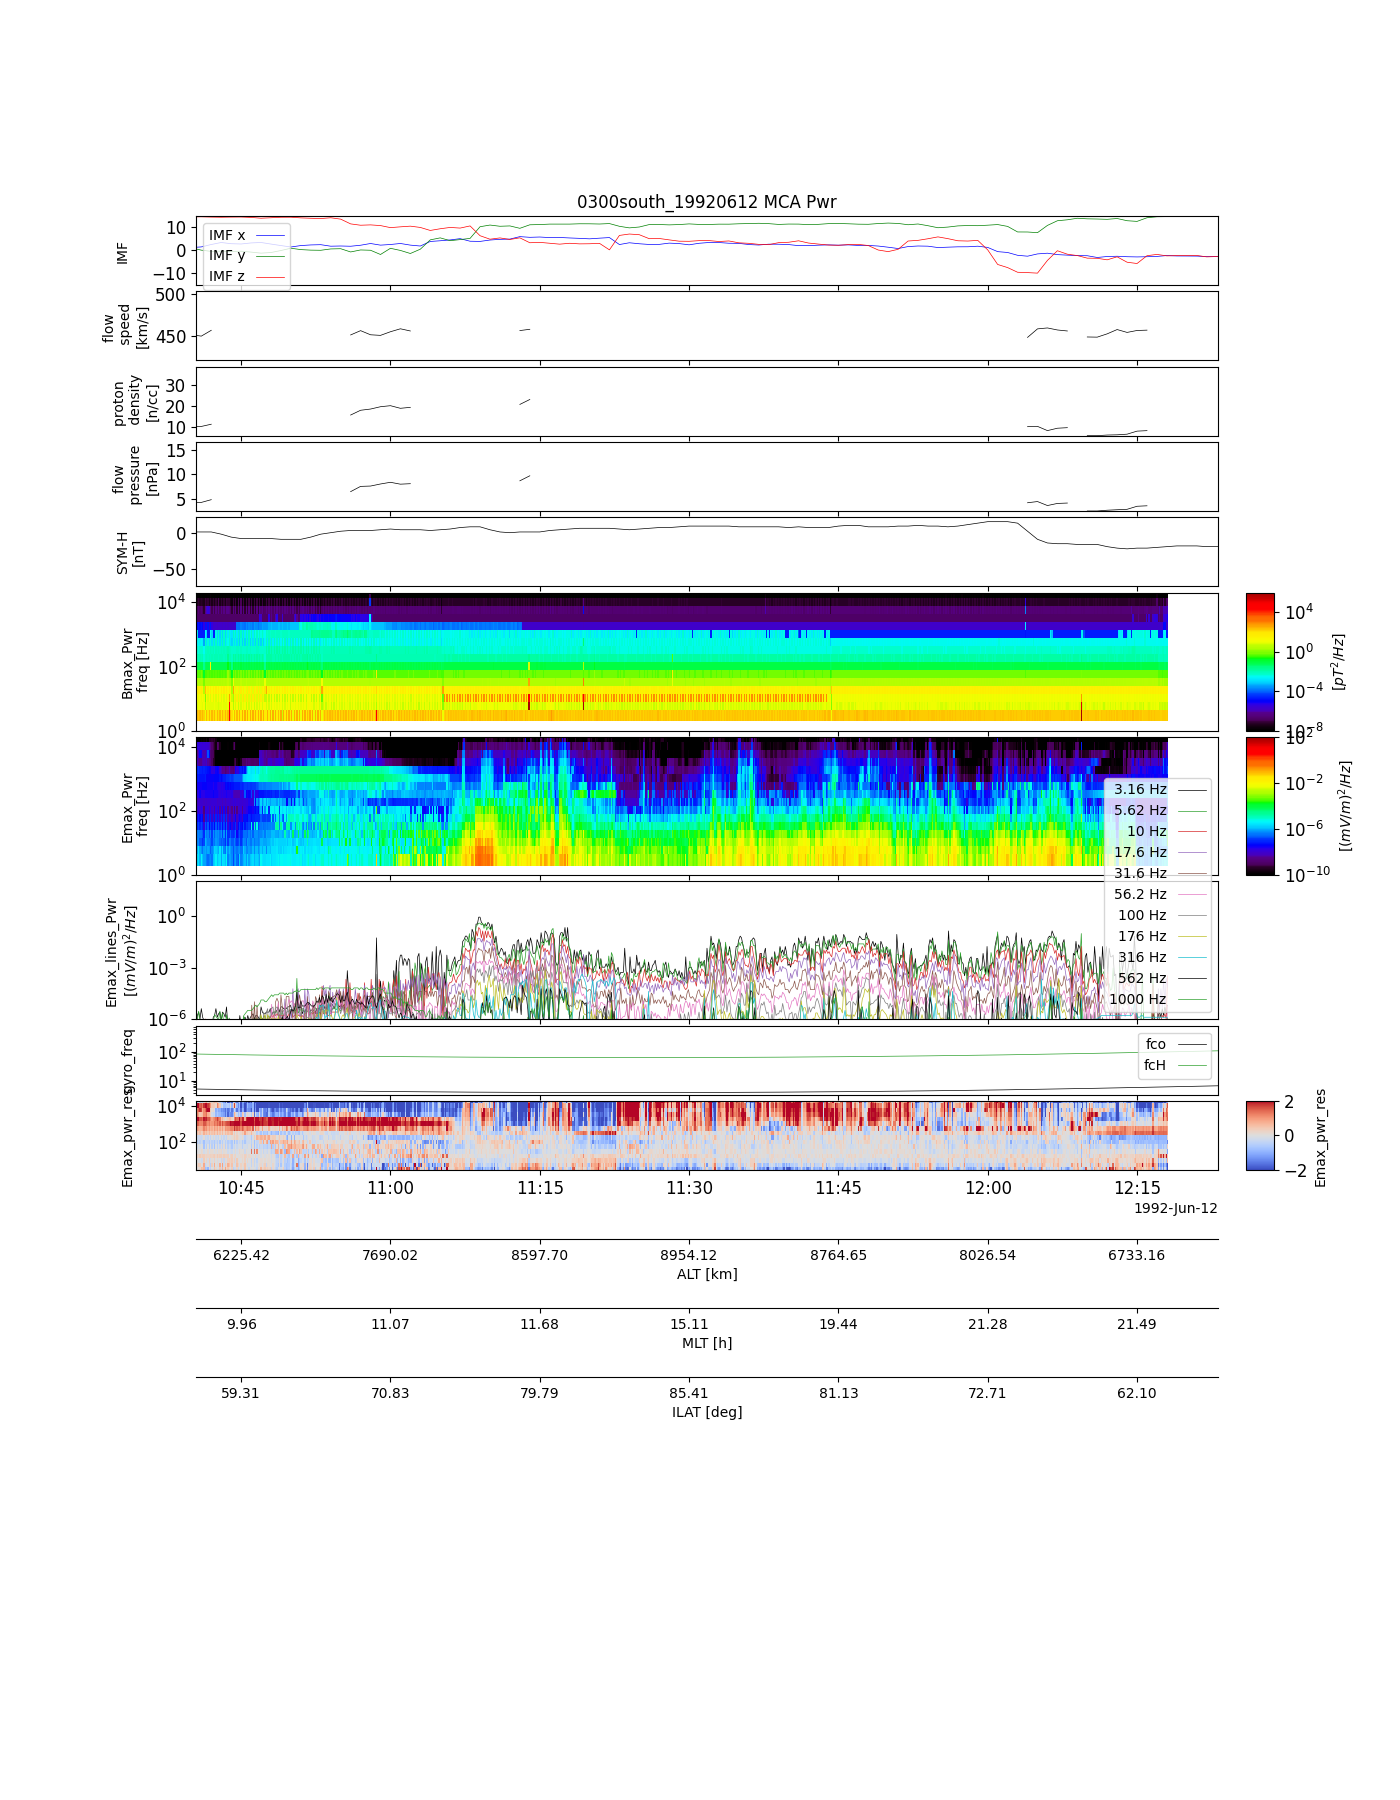 0300south_19920612 MCA Pwr
IMF
10
0
−10
IMF x
IMF y
IMF z
flow
speed
[km/s]
500
450
proton
density
[n/cc]
30
20
10
flow
pressure
[nPa]
15
10
5
SYM-H
[nT]
0
−50
Bmax_Pwr
freq [Hz]
10^4
10^2
10^0
10^4
10^0
10^−4
10^−8
[pT^2/Hz]
Emax_Pwr
freq [Hz]
10^4
10^2
10^0
10^2
10^−2
10^−6
10^−10
[(mV/m)^2/Hz]
3.16 Hz
5.62 Hz
10 Hz
17.6 Hz
31.6 Hz
56.2 Hz
100 Hz
176 Hz
316 Hz
562 Hz
1000 Hz
Emax_lines_Pwr
[(mV/m)^2/Hz]
10^0
10^−3
10^−6
gyro_freq
10^2
10^1
fco
fcH
Emax_pwr_res
10^4
10^2
2
0
−2
Emax_pwr_res
10:45 11:00 11:15 11:30 11:45 12:00 12:15
1992-Jun-12
6225.42 7690.02 8597.70 8954.12 8764.65 8026.54 6733.16
ALT [km]
9.96 11.07 11.68 15.11 19.44 21.28 21.49
MLT [h]
59.31 70.83 79.79 85.41 81.13 72.71 62.10
ILAT [deg]